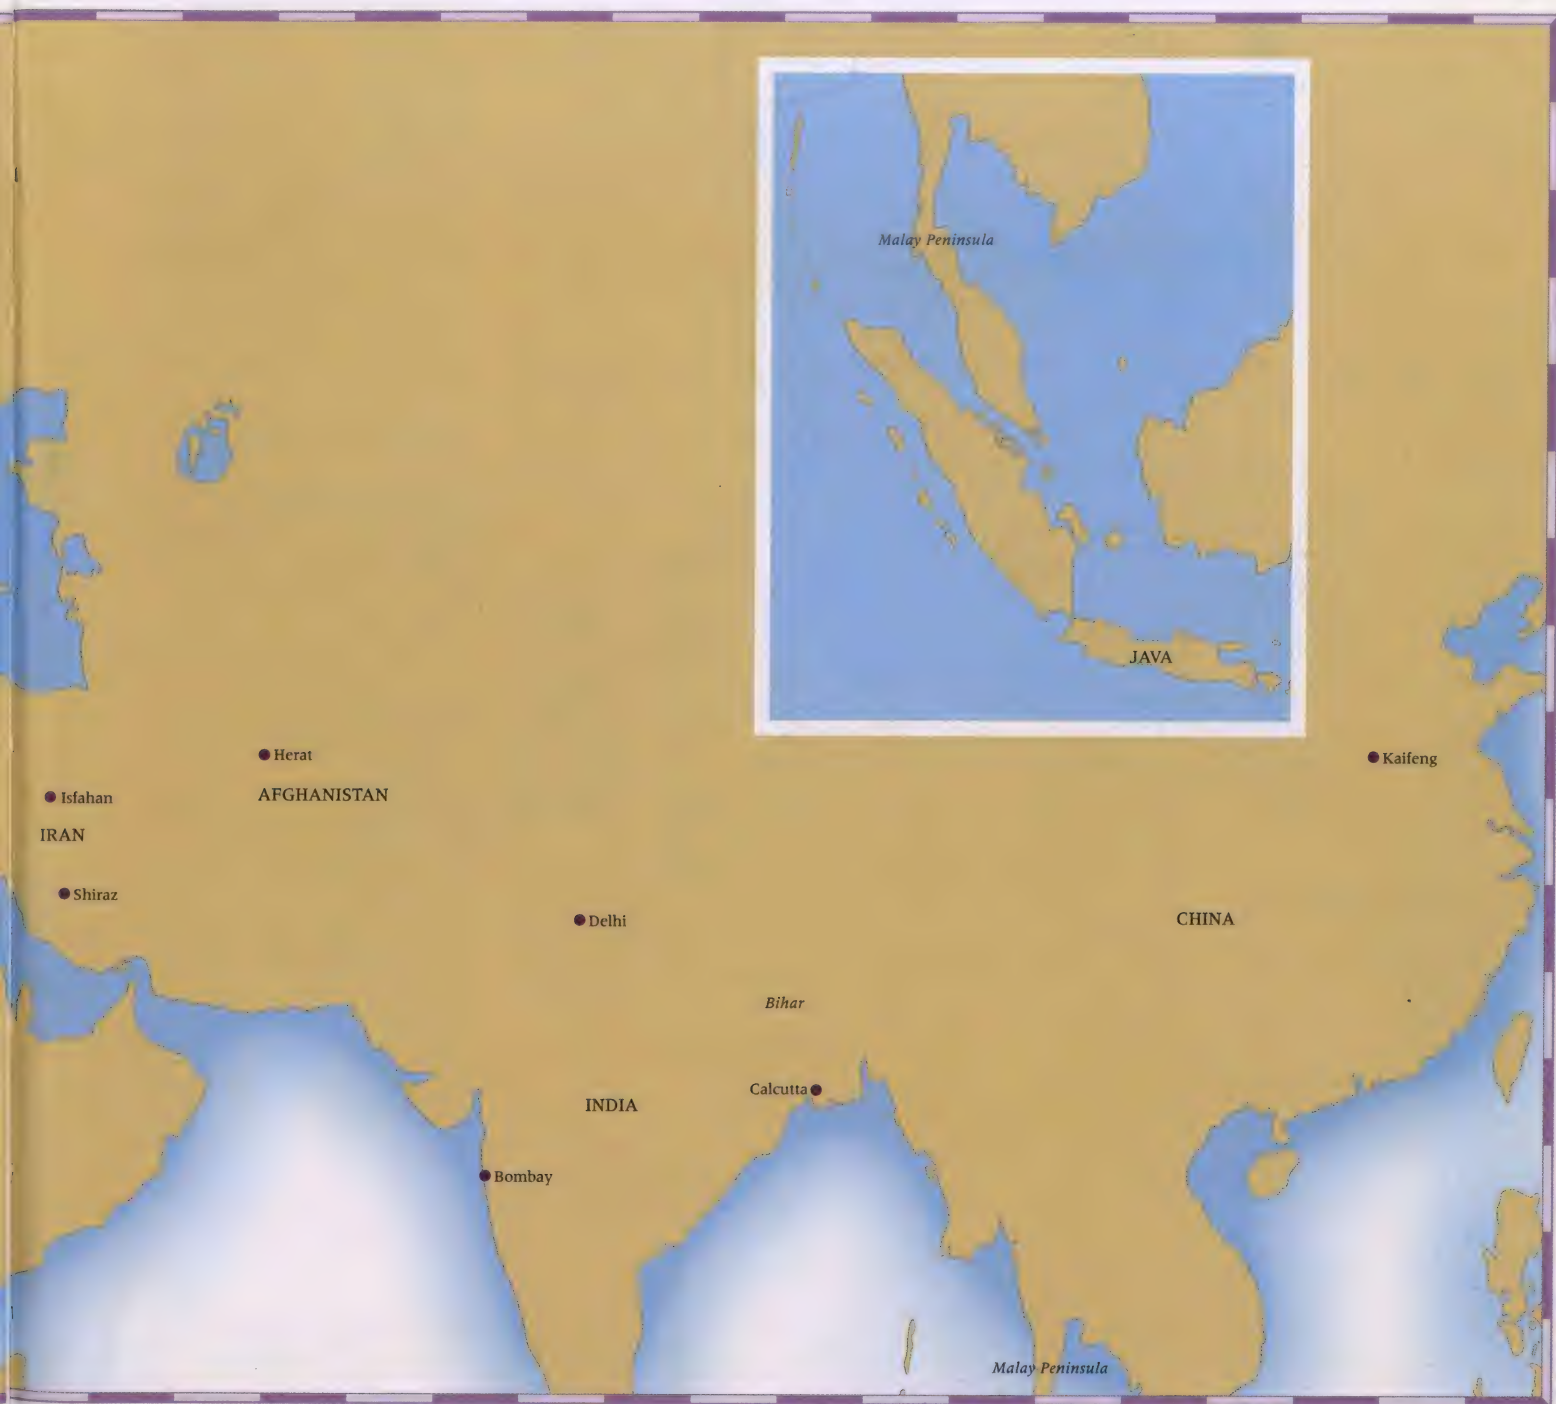 Malay Peninsula
JAVA
Herat
Kaifeng
Isfahan
AFGHANISTAN
IRAN
Shiraz
Delhi
CHINA
Bihar
Calcutta
INDIA
Bombay
Malay Peninsula